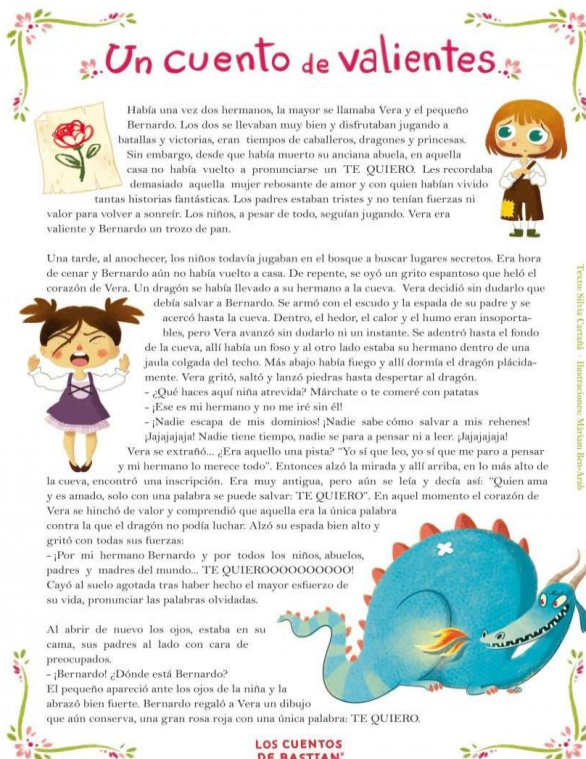 Un cuento de valientes
Había una vez dos hermanos, la mayor se llamaba Vera y el pequeño
Bernardo. Los dos se llevaban muy bien y disfrutaban jugando a
batallas y victorias, eran tiempos de caballeros, dragones y princesas.
Sin embargo, desde que había muerto su anciana abuela, en aquella
casa no había vuelto a pronunciarse un TE QUIERO. Les recordaba
demasiado aquella mujer rebosante de amor y con quien habían vivido
tantas historias fantásticas. Los padres estaban tristes y no tenían fuerzas ni
valor para volver a sonreír. Los niños, a pesar de todo, seguían jugando. Vera era
valiente y Bernardo un trozo de pan.
Una tarde, al anochecer, los niños todavía jugaban en el bosque a buscar lugares secretos. Era hora
de cenar y Bernardo aún no había vuelto a casa. De repente, se oyó un grito espantoso que heló el
corazón de Vera. Un dragón se había llevado a su hermano a la cueva. Vera decidió sin dudarlo que
debía salvar a Bernardo. Se armó con el escudo y la espada de su padre y se
acercó hasta la cueva. Dentro, el hedor, el calor y el humo eran insoporta-
bles, pero Vera avanzó sin dudarlo ni un instante. Se adentró hasta el fondo
de la cueva, allí había un foso y al otro lado estaba su hermano dentro de una
jaula colgada del techo. Más abajo había fuego y allí dormía el dragón plácida-
mente. Vera gritó, saltó y lanzó piedras hasta despertar al dragón.
- ¿Qué haces aquí niña atrevida? Márchate o te comeré con patatas
- ¡Ese es mi hermano y no me iré sin él!
- ¡Nadie escapa de mis dominios! ¡Nadie sabe cómo salvar a mis rehenes!
¡Jajajajaja! Nadie tiene tiempo, nadie se para a pensar ni a leer. ¡Jajajajaja!
Vera se extrañó... ¿Era aquello una pista? "Yo sí que leo, yo sí que me paro a pensar
y mi hermano lo merece todo". Entonces alzó la mirada y allí arriba, en lo más alto de
la cueva, encontró una inscripción. Era muy antigua, pero aún se leía y decía así: "Quien ama
y es amado, solo con una palabra se puede salvar: TE QUIERO". En aquel momento el corazón de
Vera se hinchó de valor y comprendió que aquella era la única palabra
contra la que el dragón no podía luchar. Alzó su espada bien alto y
gritó con todas sus fuerzas:
- ¡Por mi hermano Bernardo y por todos los niños, abuelos,
padres y madres del mundo... TE QUIEROOOOOOOOOO!
Cayó al suelo agotada tras haber hecho el mayor esfuerzo de
su vida, pronunciar las palabras olvidadas.
Al abrir de nuevo los ojos, estaba en su
cama, sus padres al lado con cara de
preocupados.
- ¡Bernardo! ¿Dónde está Bernardo?
El pequeño apareció ante los ojos de la niña y la
abrazó bien fuerte. Bernardo regaló a Vera un dibujo
que aún conserva, una gran rosa roja con una única palabra: TE QUIERO.
Texto: Silvia Cartañá · Ilustraciones: Míriam Ben-Arab
LOS CUENTOS
DE BASTIAN